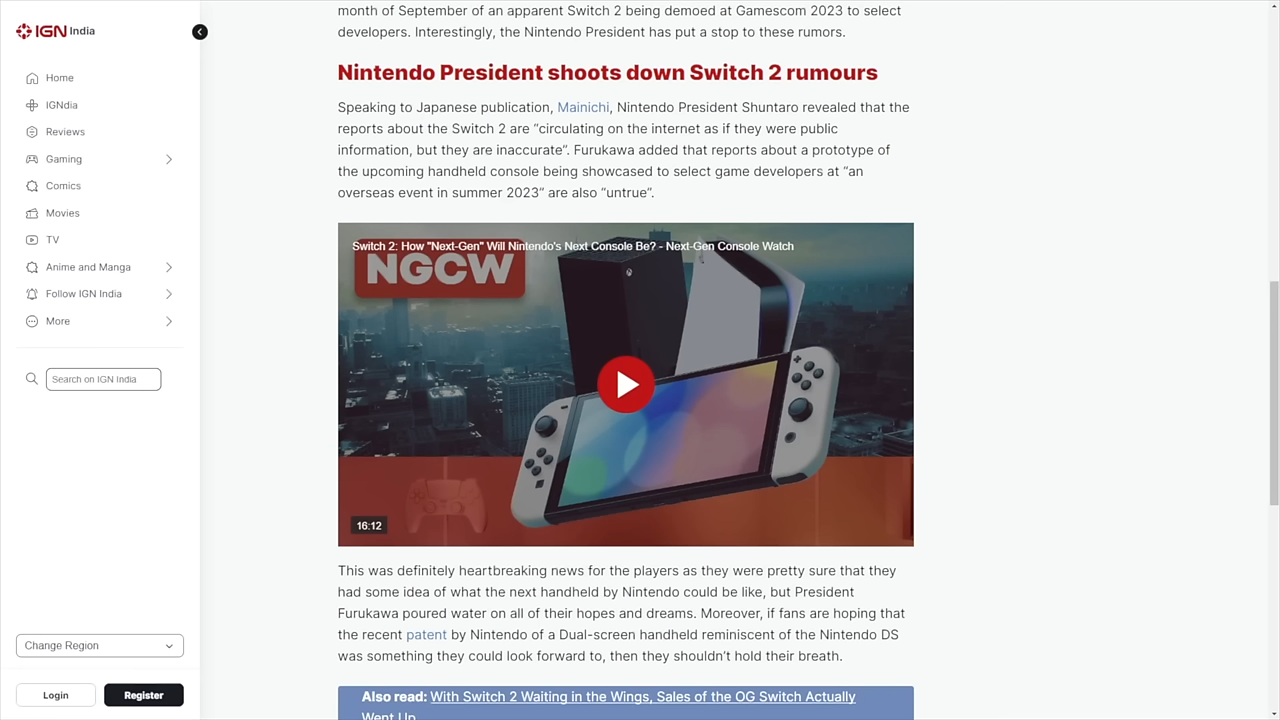 IGN India
Home
IGNdia
Reviews
Gaming
Comics
Movies
TV
Anime and Manga
Follow IGN India
More
Search on IGN India
Change Region
Login
Register
month of September of an apparent Switch 2 being demoed at Gamescom 2023 to select
developers. Interestingly, the Nintendo President has put a stop to these rumors.
Nintendo President shoots down Switch 2 rumours
Speaking to Japanese publication, Mainichi, Nintendo President Shuntaro revealed that the
reports about the Switch 2 are “circulating on the internet as if they were public
information, but they are inaccurate“. Furukawa added that reports about a prototype of
the upcoming handheld console being showcased to select game developers at “an
overseas event in summer 2023” are also “untrue“.
Switch 2: How "Next-Gen" Will Nintendo's Next Console Be? - Next-Gen Console Watch
NGCW
16:12
This was definitely heartbreaking news for the players as they were pretty sure that they
had some idea of what the next handheld by Nintendo could be like, but President
Furukawa poured water on all of their hopes and dreams. Moreover, if fans are hoping that
the recent patent by Nintendo of a Dual-screen handheld reminiscent of the Nintendo DS
was something they could look forward to, then they shouldn’t hold their breath.
Also read: With Switch 2 Waiting in the Wings, Sales of the OG Switch Actually
Went Up